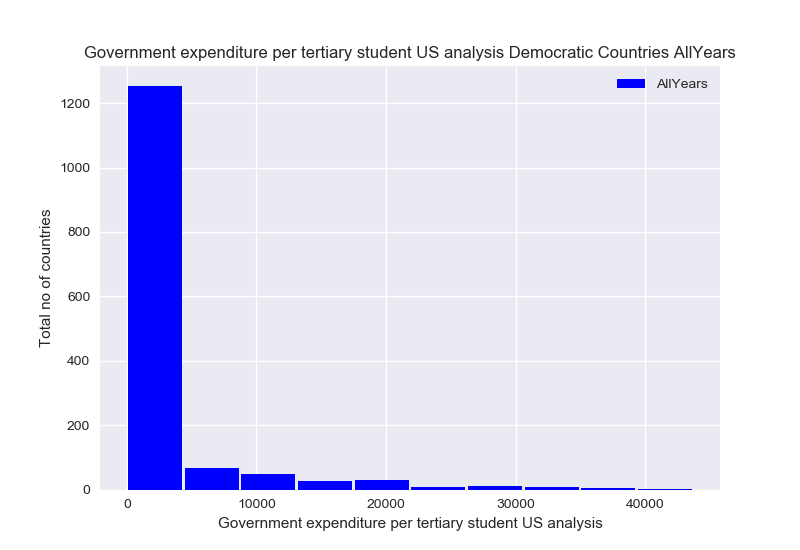 Government expenditure per tertiary student US analysis Democratic Countries AllYears
AllYears
1200
1000
800
600
400
200
0
Total no of countries
0 10000 20000 30000 40000
Government expenditure per tertiary student US analysis